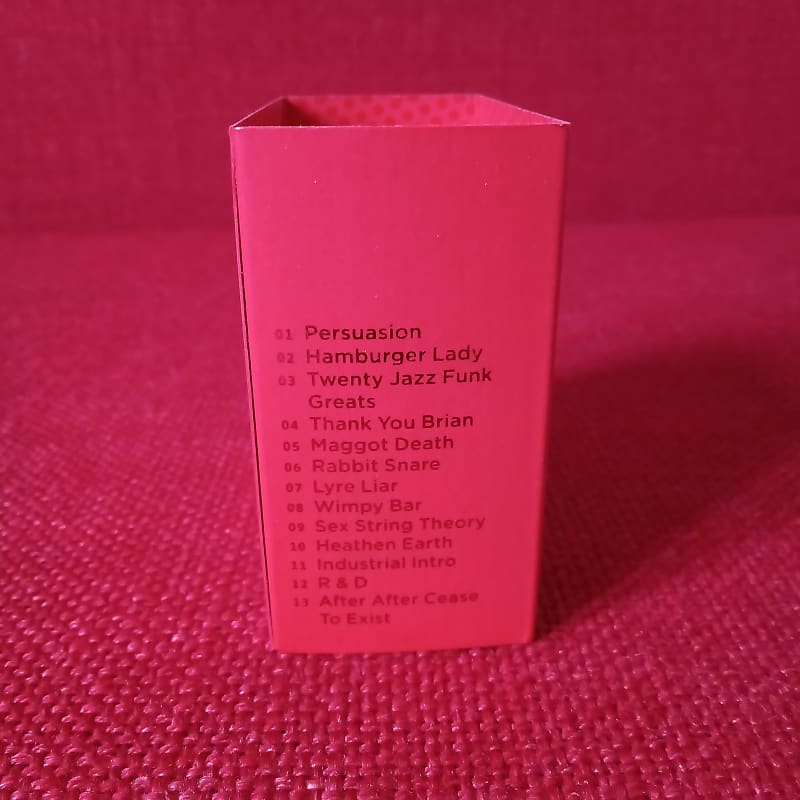 01 Persuasion
02 Hamburger Lady
03 Twenty Jazz Funk
Greats
04 Thank You Brian
05 Maggot Death
06 Rabbit Snare
07 Lyre Liar
08 Wimpy Bar
09 Sex String Theory
10 Heathen Earth
11 Industrial Intro
12 R & D
13 After After Cease
To Exist